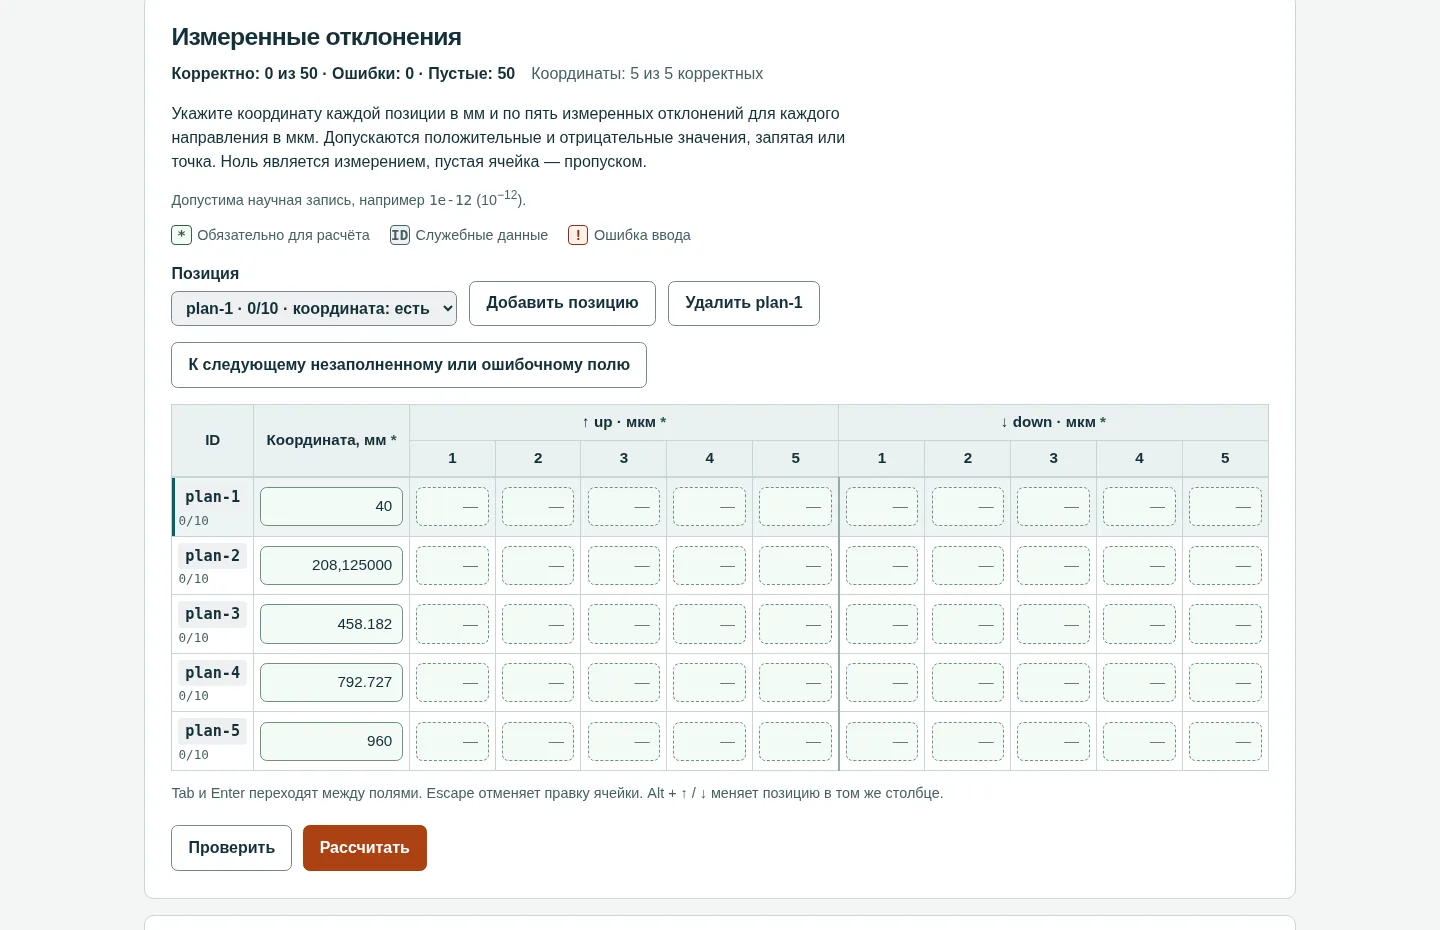 Измеренные отклонения
Корректно: 0 из 50 · Ошибки: 0 · Пустые: 50 Координаты: 5 из 5 корректных
Укажите координату каждой позиции в мм и по пять измеренных отклонений для каждого
направления в мкм. Допускаются положительные и отрицательные значения, запятая или
точка. Ноль является измерением, пустая ячейка — пропуском.
Допустима научная запись, например 1e-12 (10⁻¹²).
* Обязательно для расчёта ID Служебные данные ! Ошибка ввода
Позиция
plan-1 · 0/10 · координата: есть Добавить позицию Удалить plan-1
К следующему незаполненному или ошибочному полю
ID Координата, мм * ↑ up · мкм * ↓ down · мкм *
1 2 3 4 5 1 2 3 4 5
plan-1 40 — — — — — — — — — —
0/10
plan-2 208,125000 — — — — — — — — — —
0/10
plan-3 458.182 — — — — — — — — — —
0/10
plan-4 792.727 — — — — — — — — — —
0/10
plan-5 960 — — — — — — — — — —
0/10
Tab и Enter переходят между полями. Escape отменяет правку ячейки. Alt + ↑ / ↓ меняет позицию в том же столбце.
Проверить Рассчитать